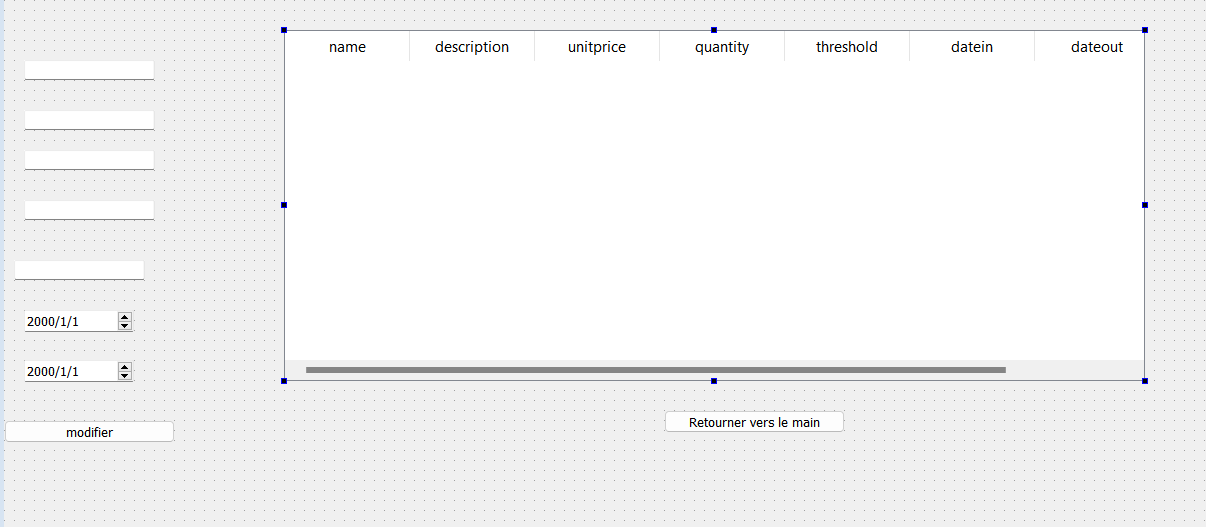 name description unitprice quantity threshold datein dateout
2000/1/1
2000/1/1
modifier
Retourner vers le main